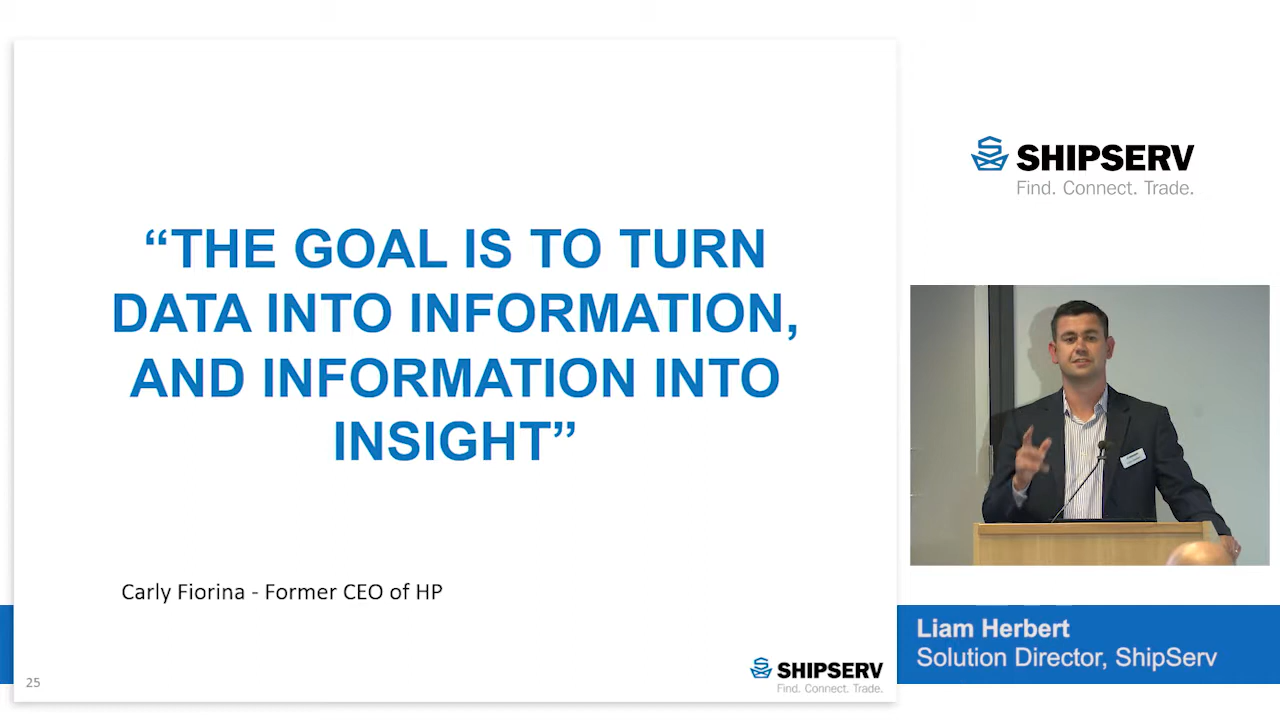 “THE GOAL IS TO TURN
DATA INTO INFORMATION,
AND INFORMATION INTO
INSIGHT”
Carly Fiorina - Former CEO of HP
25
SHIPSERV
Find. Connect. Trade.
SHIPSERV
Find. Connect. Trade.
Liam Herbert
Solution Director, ShipServ